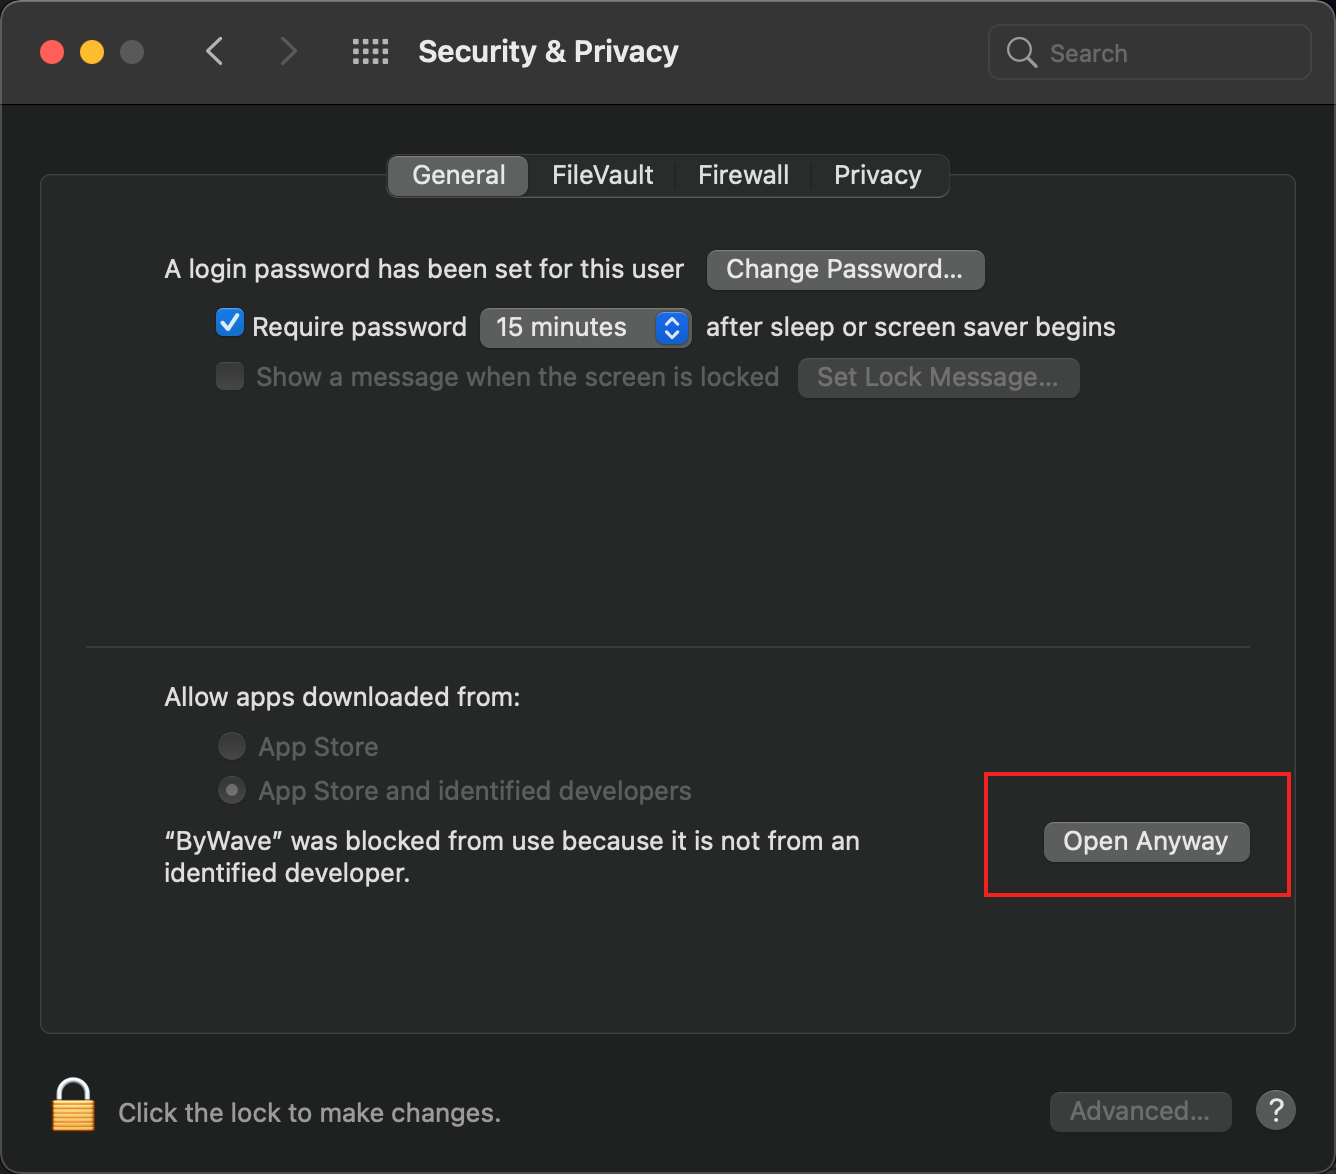 Security & Privacy
Search
General FileVault Firewall Privacy
A login password has been set for this user Change Password...
Require password 15 minutes after sleep or screen saver begins
Show a message when the screen is locked Set Lock Message...
Allow apps downloaded from:
App Store
App Store and identified developers
“ByWave” was blocked from use because it is not from an
identified developer.
Open Anyway
Click the lock to make changes.
Advanced... ?